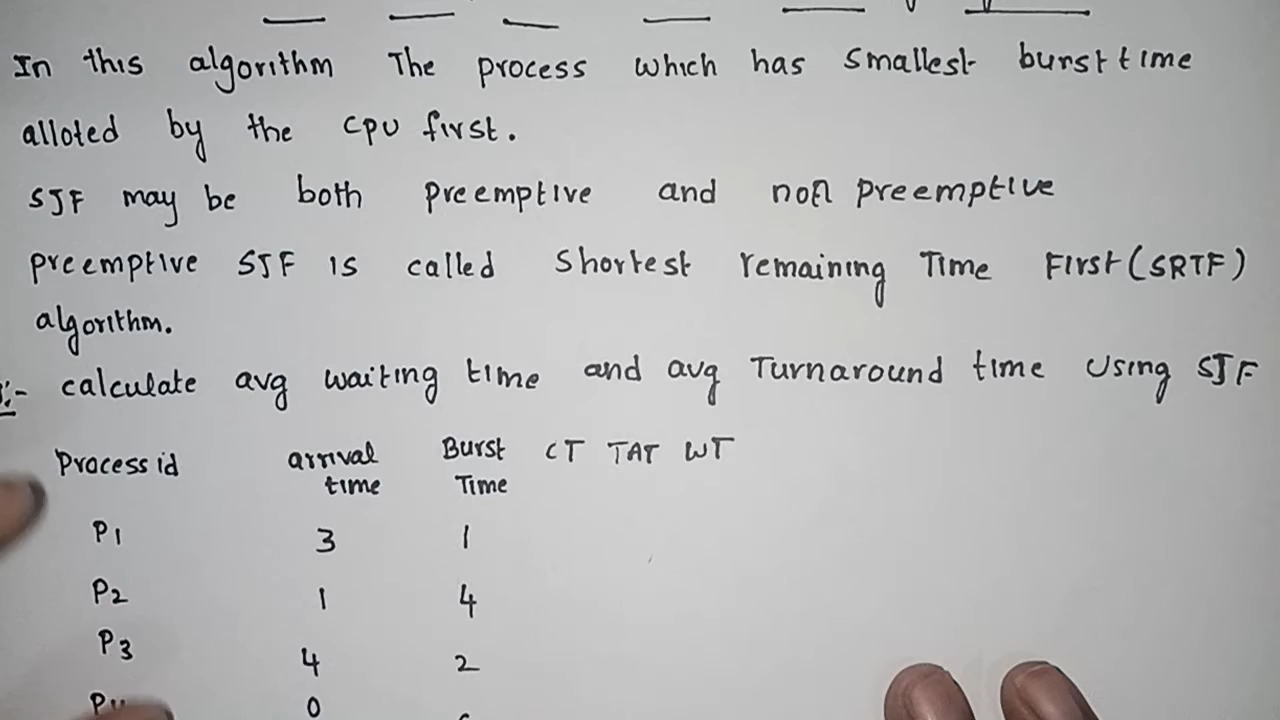 In this algorithm The process which has smallest burst time
alloted by the CPU first.
SJF may be both preemptive and non preemptive
preemptive SJF is called shortest remaining Time First (SRTF)
algorithm.
:- calculate avg waiting time and avg Turnaround time Using SJF
Process id arrival time Burst Time CT TAT WT
P1 3 1
P2 1 4
P3 4 2
P4 0